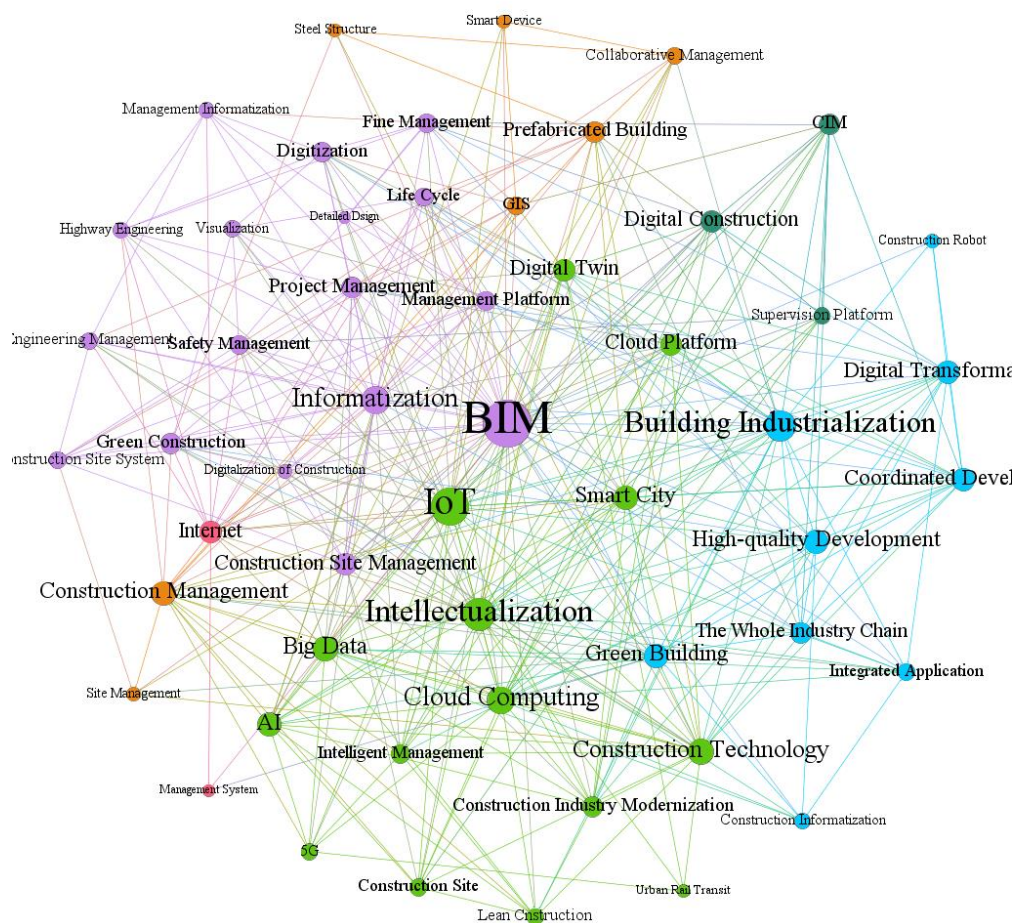 Smart Device
Steel Structure
Collaborative Management
Management Informatization
Fine Management
Prefabricated Building
CIM
Digitization
Life Cycle
GIS
Detailed Dsign
Digital Construction
Highway Engineering
Visualization
Construction Robot
Digital Twin
Project Management
Management Platform
Supervision Platform
Engineering Management
Safety Management
Cloud Platform
Digital Transforma
Informatization
BIM
Building Industrialization
Green Construction
onstruction Site System
Digitalization of Construction
Coordinated Devel
IoT
Smart City
Internet
High-quality Development
Construction Site Management
Construction Management
Intellectualization
The Whole Industry Chain
Big Data
Green Building
Integrated Application
Site Management
Cloud Computing
AI
Intelligent Management
Construction Technology
Management System
Construction Industry Modernization
Construction Informatization
5G
Construction Site
Urban Rail Transit
Lean Cnstruction